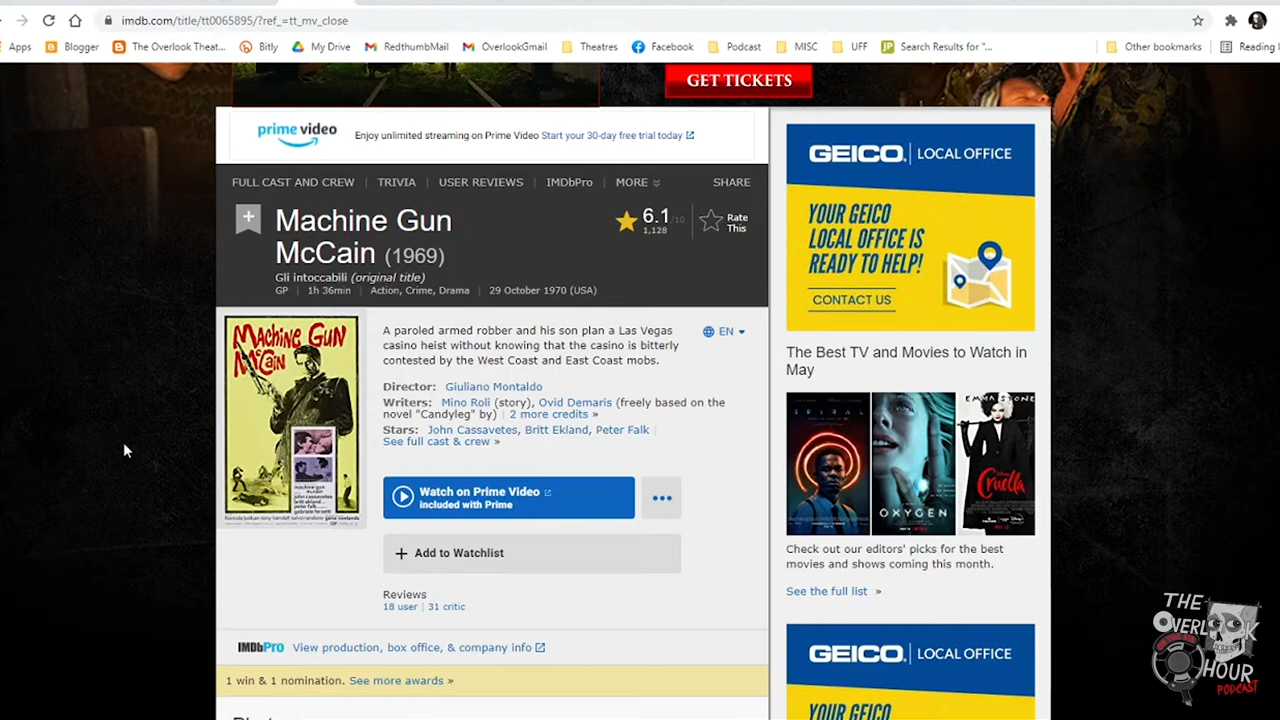 imdb.com/title/tt0065895/?ref_=tt_mv_close
Apps Blogger The Overlook Theat... Bitly My Drive RedthumbMail OverlookGmail Theatres Facebook Podcast MISC UFF Search Results for "... Other bookmarks Reading l
GET TICKETS
prime video Enjoy unlimited streaming on Prime Video Start your 30-day free trial today
FULL CAST AND CREW | TRIVIA | USER REVIEWS | IMDbPro | MORE SHARE
Machine Gun
McCain (1969)
6.1/10
1,128
Rate
This
Gli intoccabili (original title)
GP | 1h 36min | Action, Crime, Drama | 29 October 1970 (USA)
MACHINE GUN
McCAIN
A paroled armed robber and his son plan a Las Vegas
casino heist without knowing that the casino is bitterly
contested by the West Coast and East Coast mobs.
EN
Director: Giuliano Montaldo
Writers: Mino Roli (story), Ovid Demaris (freely based on the
novel "Candyleg" by) | 2 more credits »
Stars: John Cassavetes, Britt Ekland, Peter Falk |
See full cast & crew »
Watch on Prime Video
included with Prime
+ Add to Watchlist
Reviews
18 user | 31 critic
IMDbPro View production, box office, & company info
1 win & 1 nomination. See more awards »
GEICO. | LOCAL OFFICE
YOUR GEICO
LOCAL OFFICE IS
READY TO HELP!
CONTACT US
The Best TV and Movies to Watch in
May
SPIRAL
OXYGEN
EMMA STONE
Cruella
Check out our editors' picks for the best
movies and shows coming this month.
See the full list »
GEICO. | LOCAL OFFICE
YOUR GEICO
THE
OVERLOOK
HOUR
PODCAST